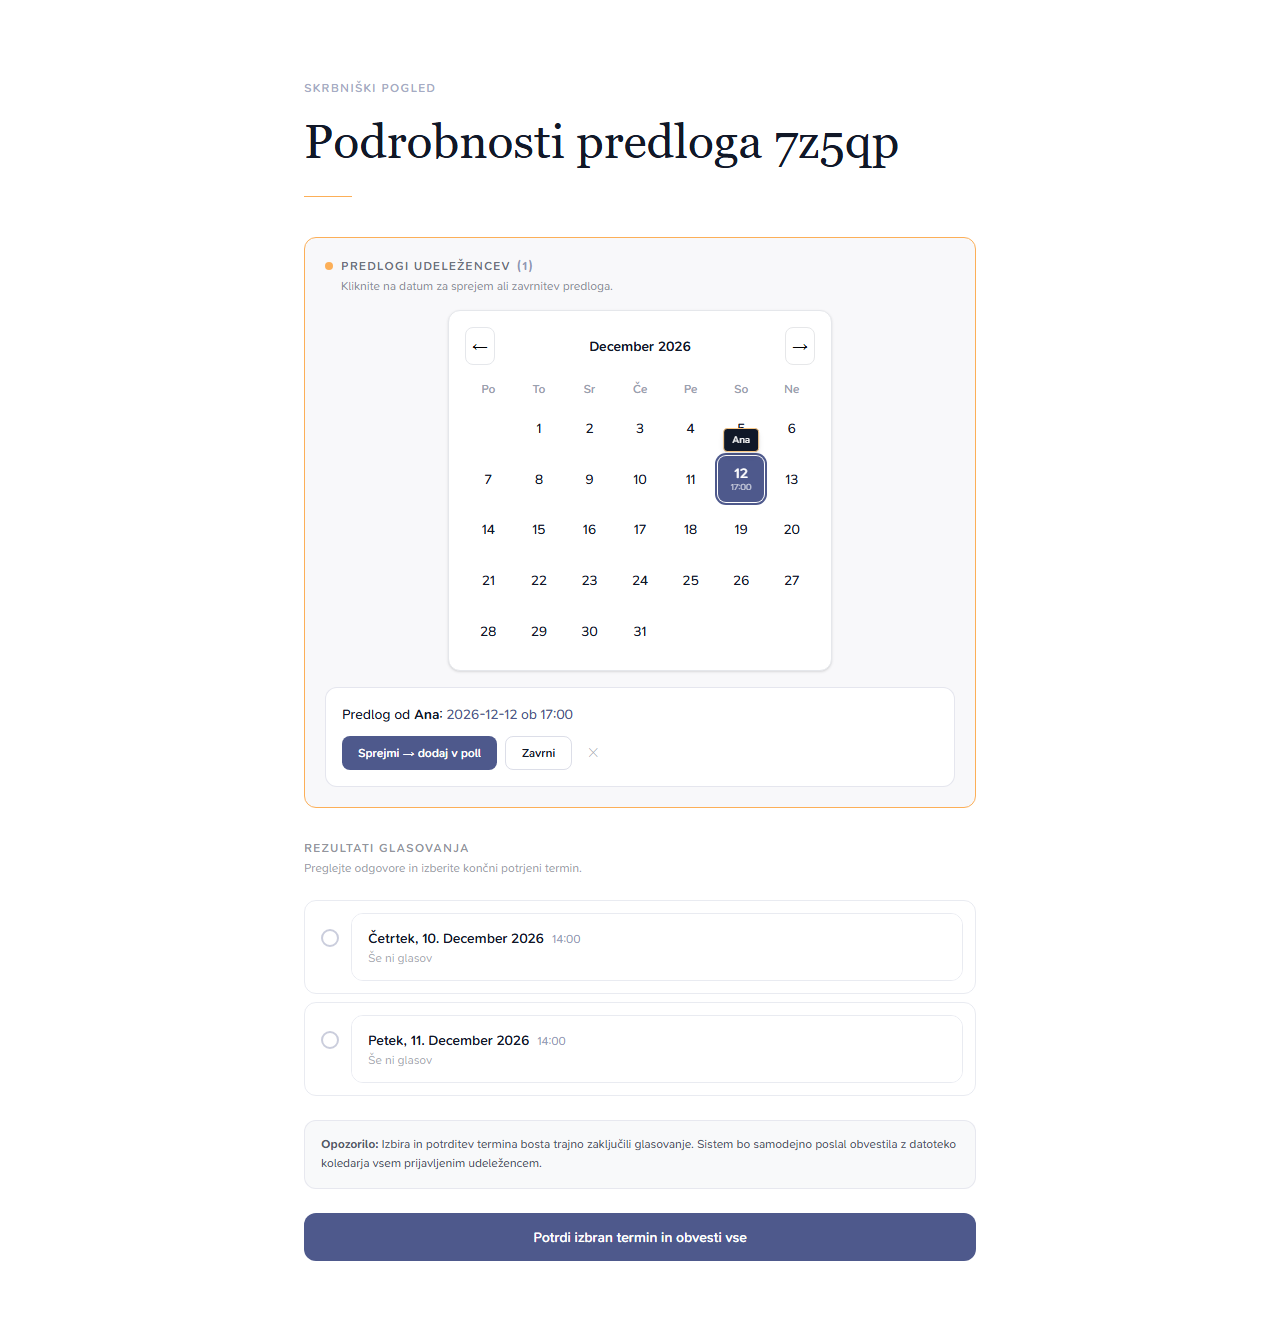 SKRBNIŠKI POGLED
Podrobnosti predloga 7z5qp
PREDLOGI UDELEŽENCEV (1)
Kliknite na datum za sprejem ali zavrnitev predloga.
← December 2026 →
Po To Sr Če Pe So Ne
1 2 3 4 5 6
Ana
7 8 9 10 11 12 13
17:00
14 15 16 17 18 19 20
21 22 23 24 25 26 27
28 29 30 31
Predlog od Ana: 2026-12-12 ob 17:00
Sprejmi → dodaj v poll Zavrni ×
REZULTATI GLASOVANJA
Preglejte odgovore in izberite končni potrjeni termin.
Četrtek, 10. December 2026 14:00
Še ni glasov
Petek, 11. December 2026 14:00
Še ni glasov
Opozorilo: Izbira in potrditev termina bosta trajno zaključili glasovanje. Sistem bo samodejno poslal obvestila z datoteko
koledarja vsem prijavljenim udeležencem.
Potrdi izbran termin in obvesti vse